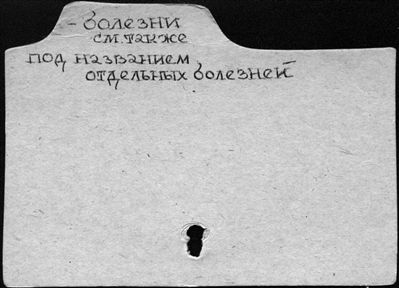 - болезни
см. также
под названием
отдельных болезней